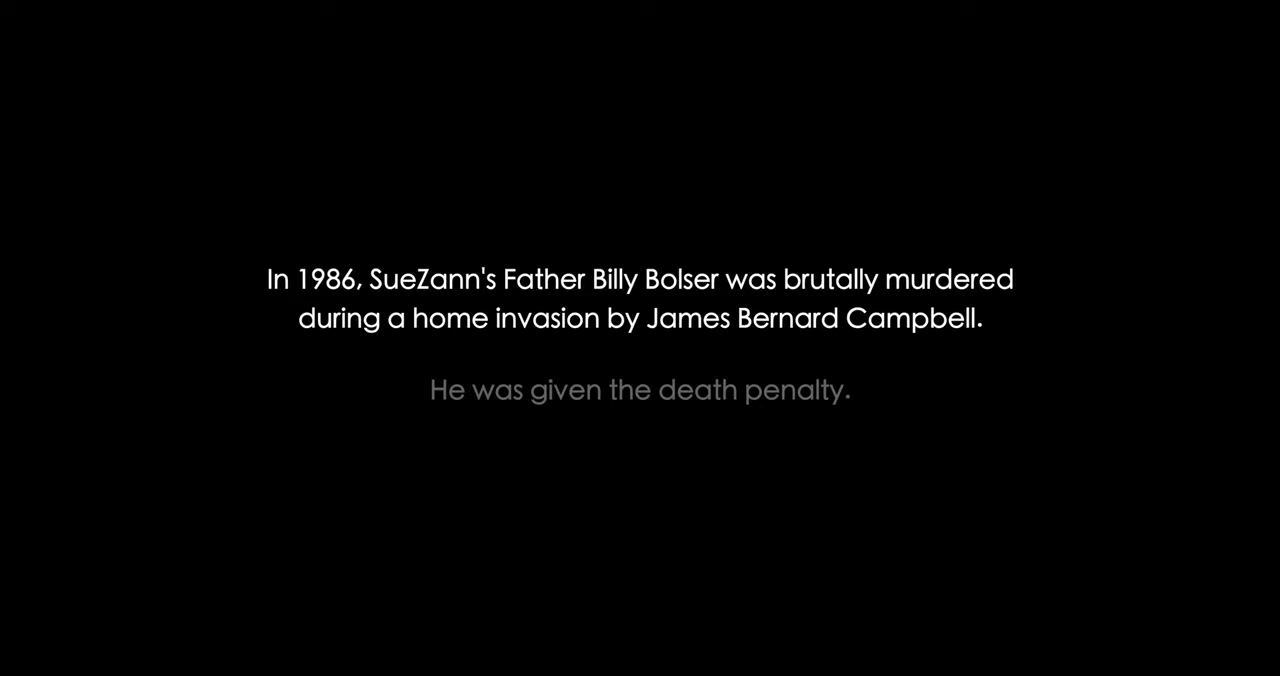 In 1986, SueZann's Father Billy Bolser was brutally murdered
during a home invasion by James Bernard Campbell.
He was given the death penalty.